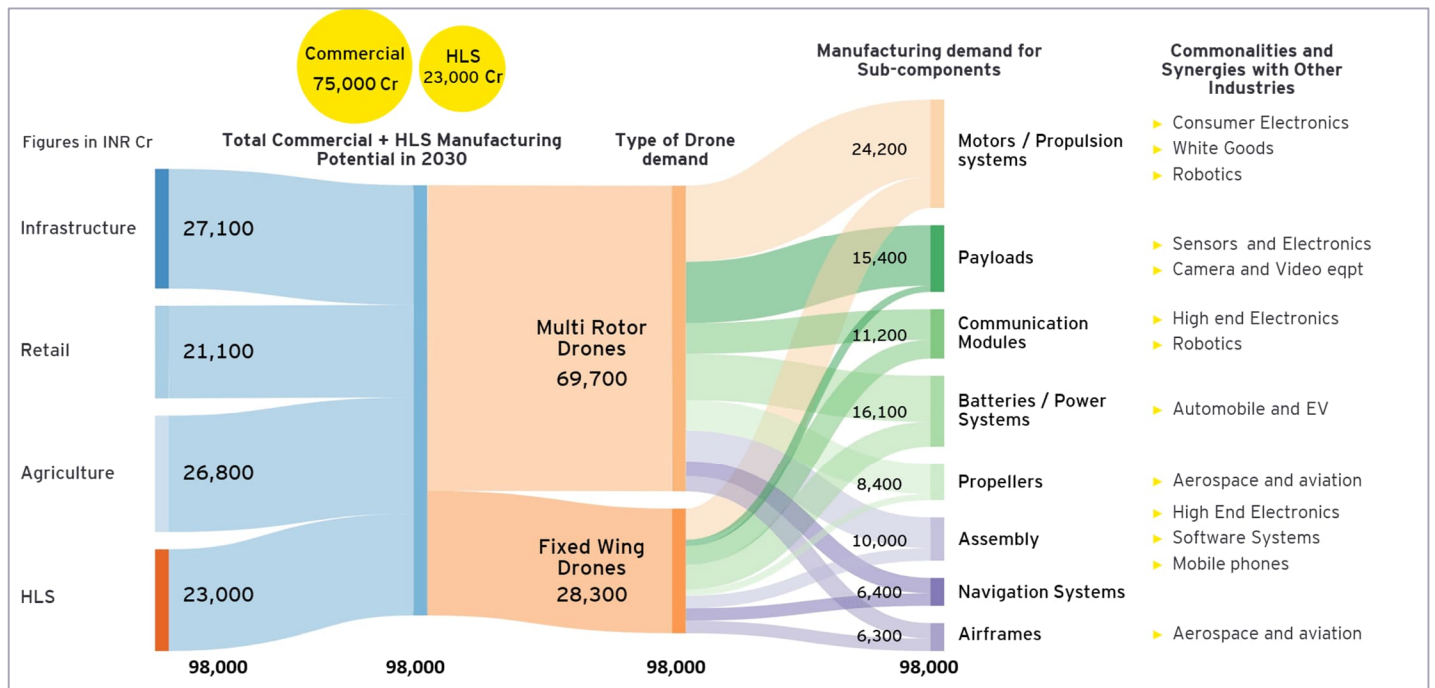 Commercial
75,000 Cr
HLS
23,000 Cr
Figures in INR Cr
Total Commercial + HLS Manufacturing
Potential in 2030
Type of Drone
demand
Manufacturing demand for
Sub-components
Commonalities and
Synergies with Other
Industries
Infrastructure
27,100
Retail
21,100
Agriculture
26,800
HLS
23,000
Multi Rotor
Drones
69,700
Fixed Wing
Drones
28,300
24,200
Motors / Propulsion
systems
Consumer Electronics
White Goods
Robotics
15,400
Payloads
Sensors and Electronics
Camera and Video eqpt
11,200
Communication
Modules
High end Electronics
Robotics
16,100
Batteries / Power
Systems
Automobile and EV
8,400
Propellers
Aerospace and aviation
10,000
Assembly
High End Electronics
Software Systems
Mobile phones
6,400
Navigation Systems
6,300
Airframes
Aerospace and aviation
98,000
98,000
98,000
98,000